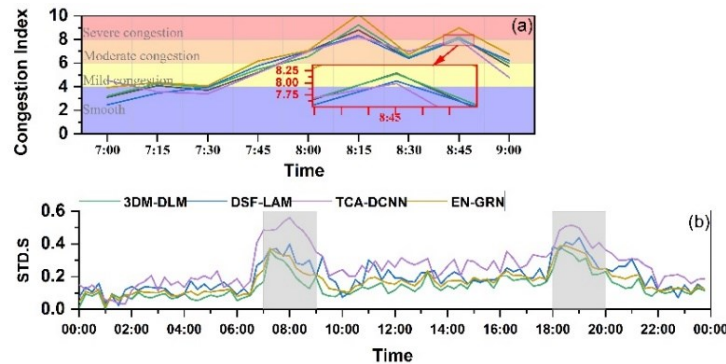 (a)
Congestion Index
10
8
6
4
2
0
Severe congestion
Moderate congestion
Mild congestion
Smooth
8.25
8.00
7.75
8:45
7:00 7:15 7:30 7:45 8:00 8:15 8:30 8:45 9:00
Time
3DM-DLM DSF-LAM TCA-DCNN EN-GRN
(b)
STD.S
0.6
0.4
0.2
0.0
00:00 02:00 04:00 06:00 08:00 10:00 12:00 14:00 16:00 18:00 20:00 22:00 00:00
Time